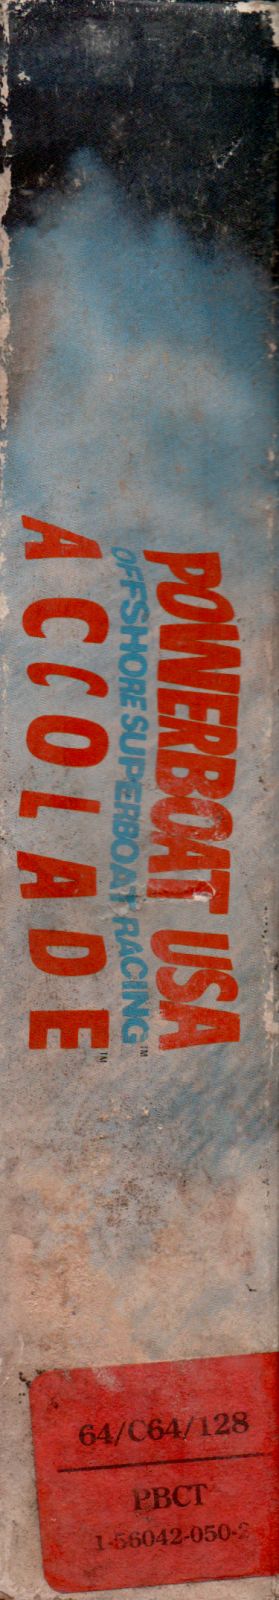 POWERBOAT USA
OFFSHORE SUPERBOAT RACING™
ACCOLADE™
64/C64/128
PBCT
1-56042-050-2